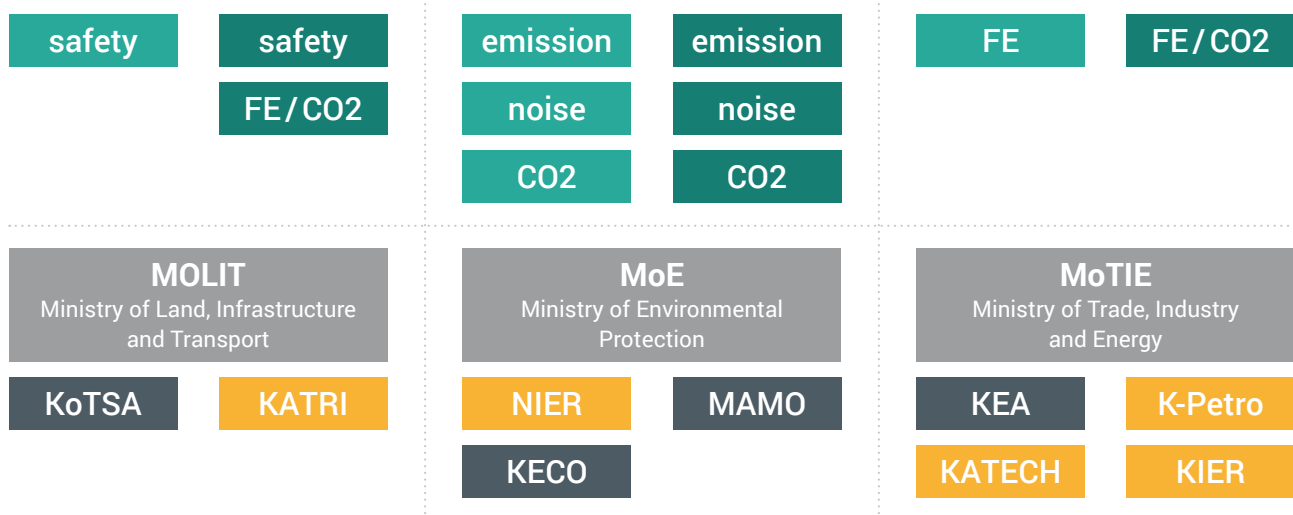 safety
safety
FE/CO2
emission
emission
noise
noise
CO2
CO2
FE
FE/CO2
MOLIT
Ministry of Land, Infrastructure
and Transport
KoTSA
KATRI
MoE
Ministry of Environmental
Protection
NIER
MAMO
KECO
MoTIE
Ministry of Trade, Industry
and Energy
KEA
K-Petro
KATECH
KIER